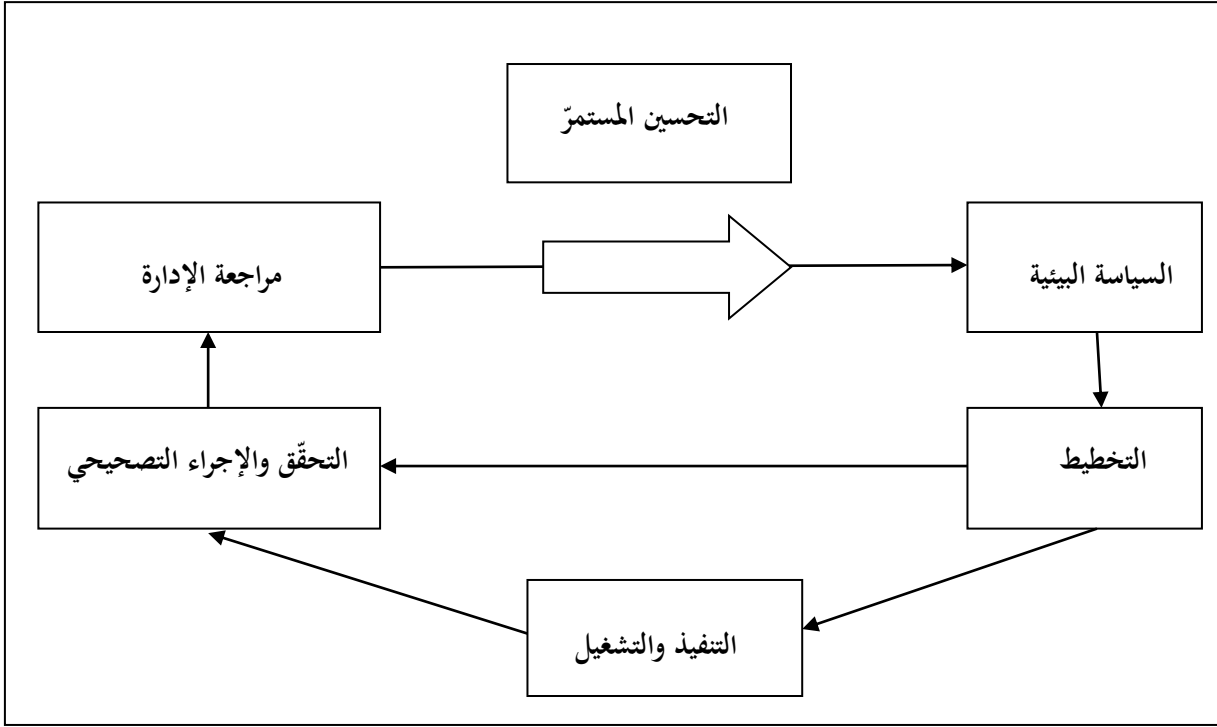 التحسين المستمرّ
السياسة البيئية
مراجعة الإدارة
التخطيط
التحقّق والإجراء التصحيحي
التنفيذ والتشغيل